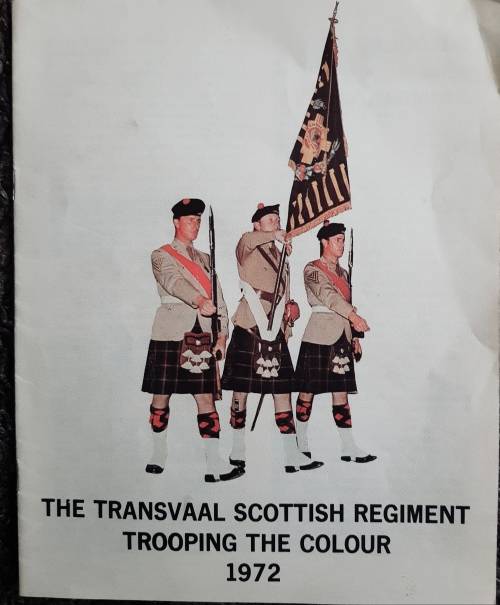 THE TRANSVAAL SCOTTISH REGIMENT
TROOPING THE COLOUR
1972